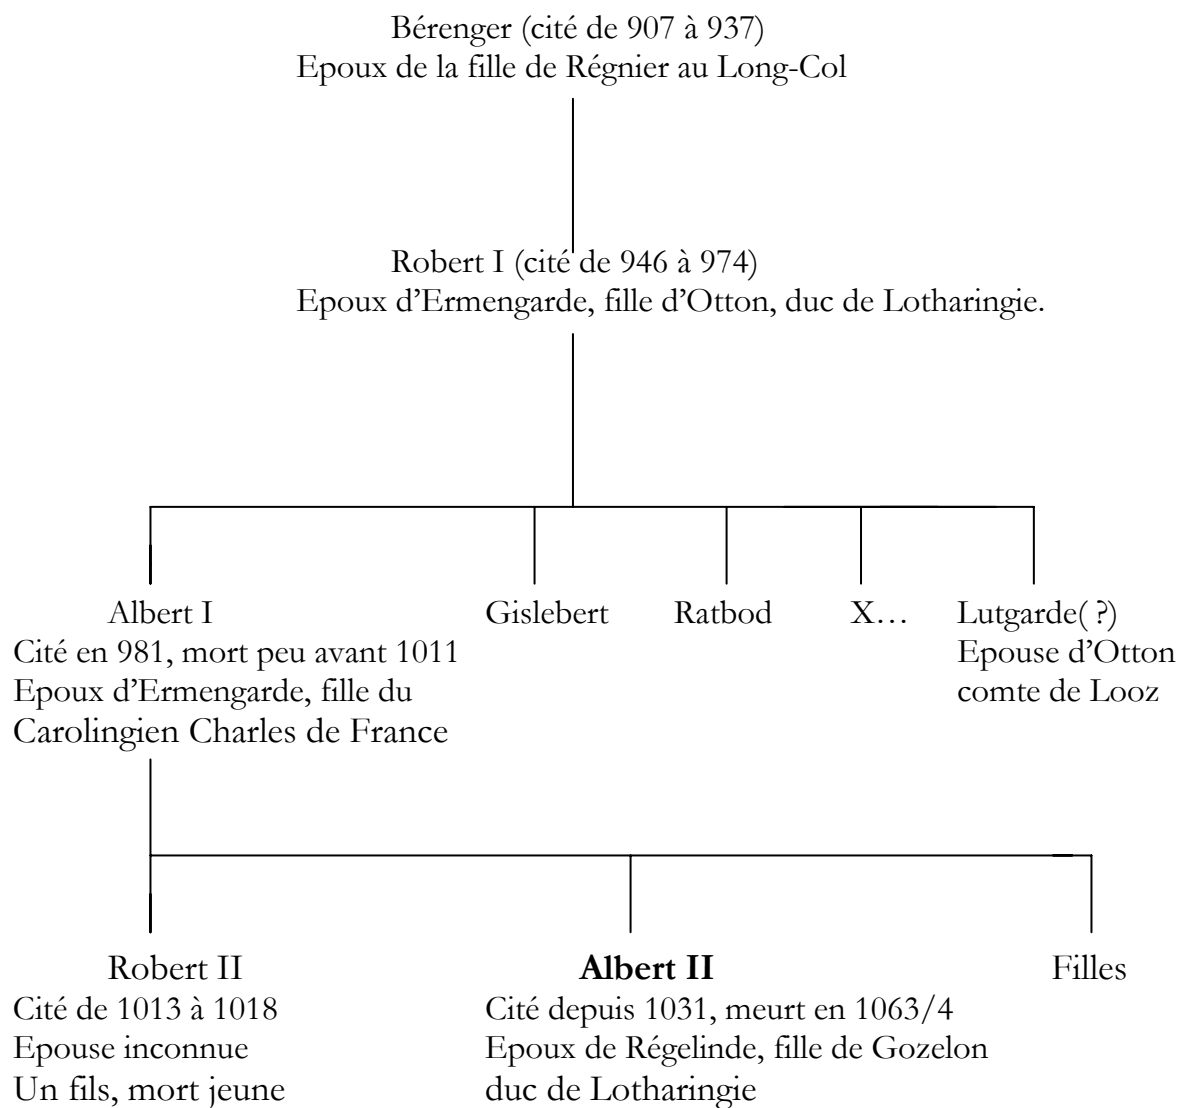 Bérenger (cité de 907 à 937)
Epoux de la fille de Régnier au Long-Col
Robert I (cité de 946 à 974)
Epoux d’Ermengarde, fille d’Otton, duc de Lotharingie.
Albert I
Cité en 981, mort peu avant 1011
Epoux d’Ermengarde, fille du
Carolingien Charles de France
Gislebert
Ratbod
X…
Lutgarde( ?)
Epouse d’Otton
comte de Looz
Robert II
Cité de 1013 à 1018
Epouse inconnue
Un fils, mort jeune
Albert II
Cité depuis 1031, meurt en 1063/4
Epoux de Régelinde, fille de Gozelon
duc de Lotharingie
Filles